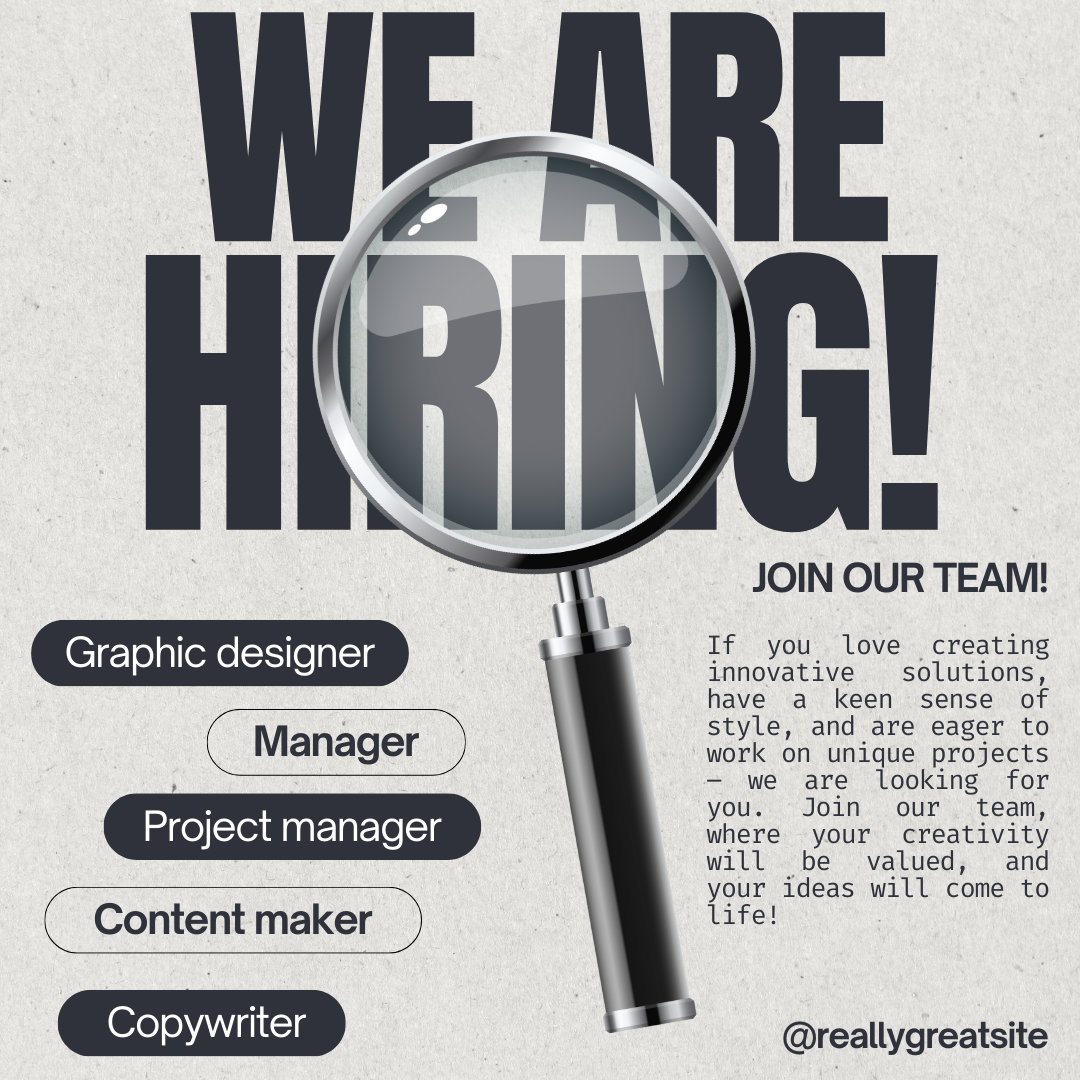 WE ARE
HIRING!
JOIN OUR TEAM!
Graphic designer
Manager
Project manager
Content maker
Copywriter
If you love creating
innovative solutions,
have a keen sense of
style, and are eager to
work on unique projects
— we are looking for
you. Join our team,
where your creativity
will be valued, and
your ideas will come to
life!
@reallygreatsite